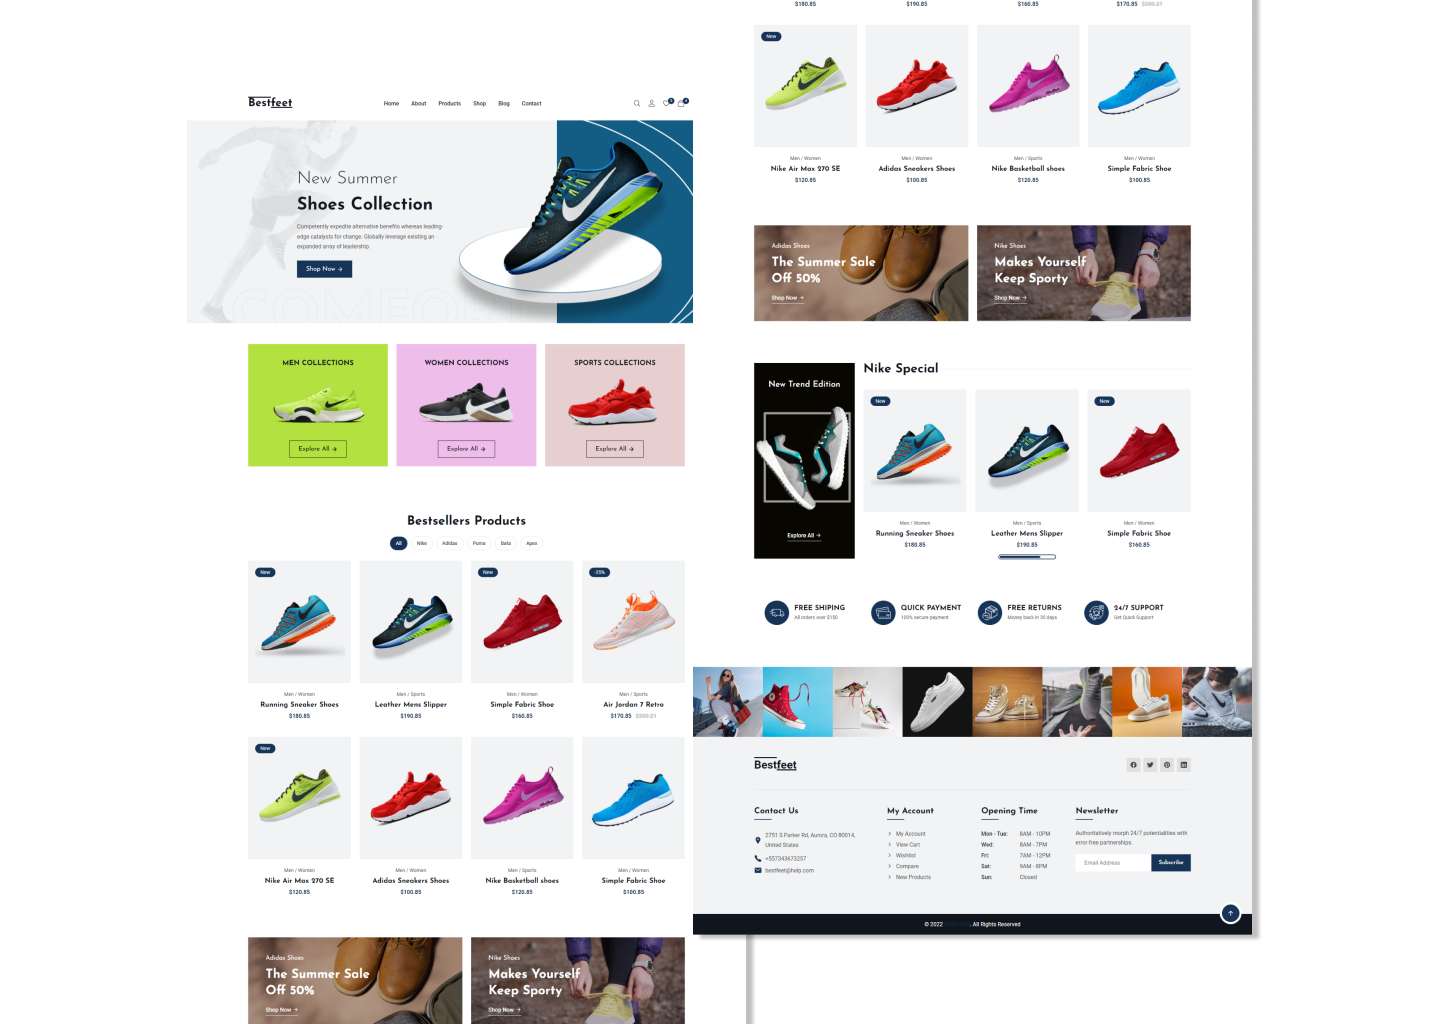 Bestfeet
Home About Products Shop Blog Contact
New Summer
Shoes Collection
Competently expedite alternative benefits whereas leading-
edge catalysts for change. Globally leverage existing an
expanded array of leadership.
Shop Now →
COMFORT
MEN COLLECTIONS
Explore All →
WOMEN COLLECTIONS
Explore All →
SPORTS COLLECTIONS
Explore All →
Bestsellers Products
All Nike Adidas Puma Bata Apex
New
Men / Women
Running Sneaker Shoes
$180.85
Men / Sports
Leather Mens Slipper
$190.85
New
Men / Women
Simple Fabric Shoe
$160.85
-25%
Men / Sports
Air Jordan 7 Retro
$170.85 $200.21
New
Men / Women
Nike Air Max 270 SE
$120.85
Men / Women
Adidas Sneakers Shoes
$100.85
Men / Sports
Nike Basketball shoes
$120.85
Men / Women
Simple Fabric Shoe
$100.85
Adidas Shoes
The Summer Sale
Off 50%
Shop Now →
Nike Shoes
Makes Yourself
Keep Sporty
Shop Now →
$180.85 $190.85 $160.85 $170.85 $200.21
New
Men / Women
Nike Air Max 270 SE
$120.85
Men / Women
Adidas Sneakers Shoes
$100.85
Men / Sports
Nike Basketball shoes
$120.85
Men / Women
Simple Fabric Shoe
$100.85
Adidas Shoes
The Summer Sale
Off 50%
Shop Now →
Nike Shoes
Makes Yourself
Keep Sporty
Shop Now →
New Trend Edition
Explore All →
Nike Special
New
Men / Women
Running Sneaker Shoes
$180.85
Men / Sports
Leather Mens Slipper
$190.85
New
Men / Women
Simple Fabric Shoe
$160.85
FREE SHIPING
All orders over $150
QUICK PAYMENT
100% secure payment
FREE RETURNS
Money back in 30 days
24/7 SUPPORT
Get Quick Support
Bestfeet
Contact Us
2751 S Parker Rd, Aurora, CO 80014,
United States
+557343673257
bestfeet@help.com
My Account
My Account
View Cart
Wishlist
Compare
New Products
Opening Time
Mon - Tue: 8AM - 10PM
Wed: 8AM - 7PM
Fri: 7AM - 12PM
Sat: 9AM - 8PM
Sun: Closed
Newsletter
Authoritatively morph 24/7 potentialities with
error-free partnerships.
Email Address
Subscribe
© 2022 . All Rights Reserved